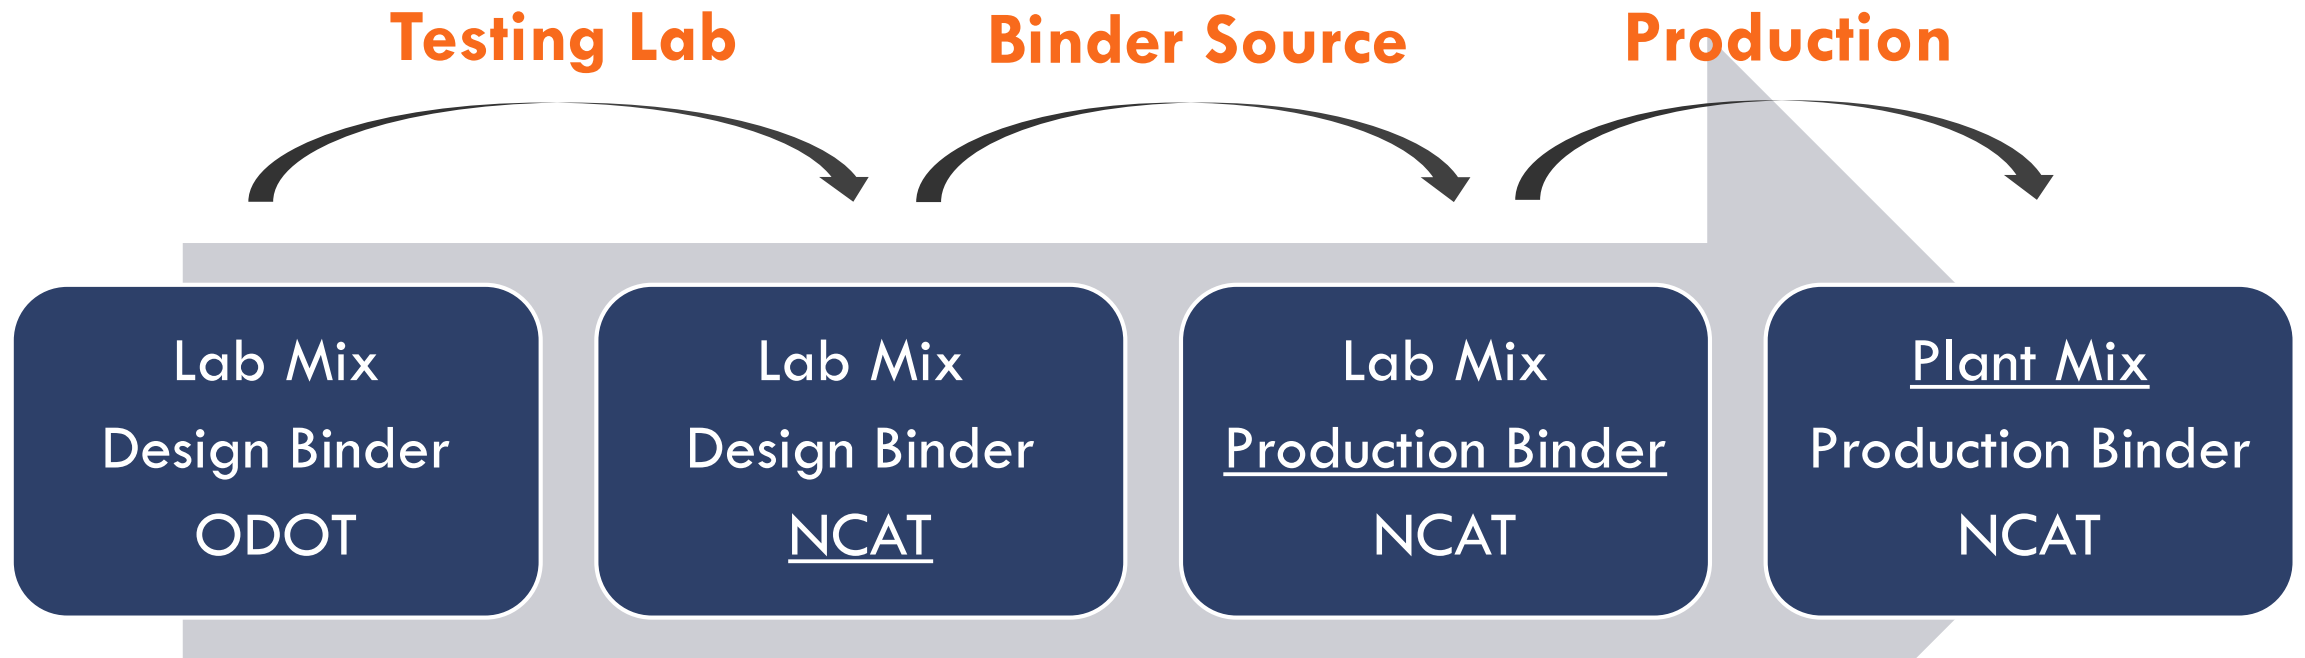 Testing Lab
Binder Source
Production
Lab Mix
Design Binder
ODOT
Lab Mix
Design Binder
NCAT
Lab Mix
Production Binder
NCAT
Plant Mix
Production Binder
NCAT